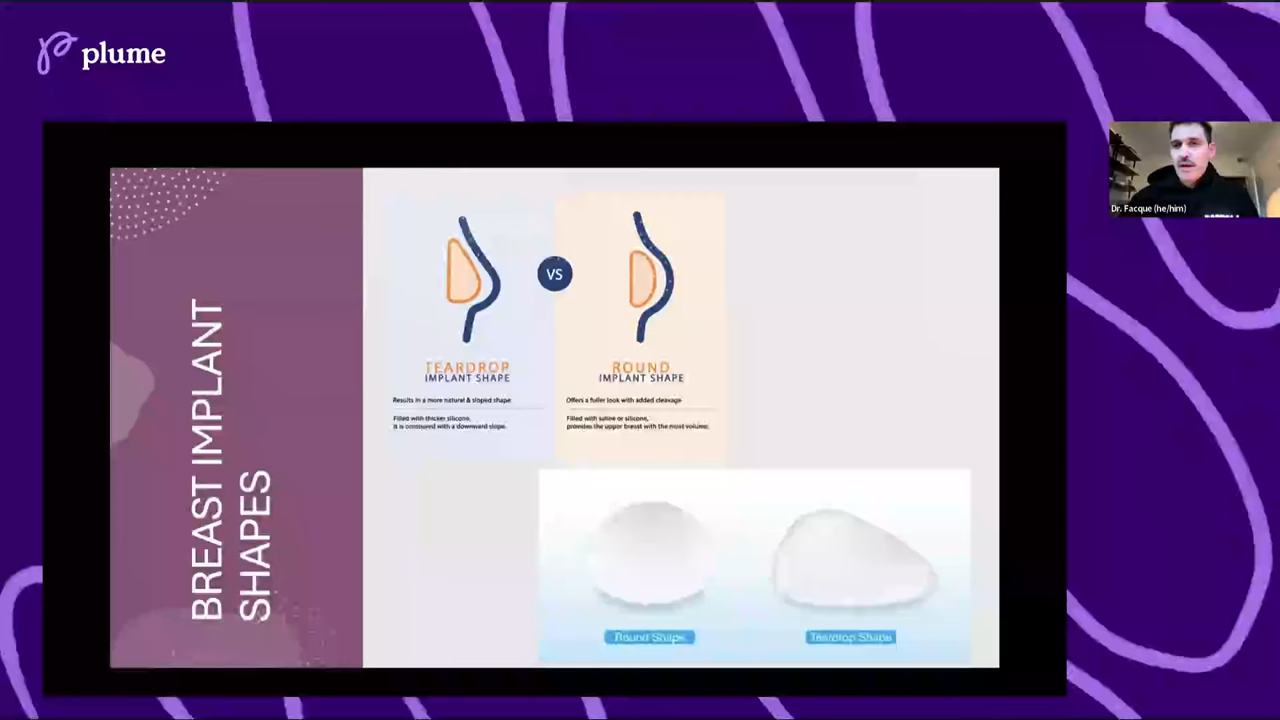 plume
BREAST IMPLANT
SHAPES
VS
TEARDROP
IMPLANT SHAPE
Results in a more natural & sloped shape
Filled with thicker silicone,
it is contoured with a downward slope.
ROUND
IMPLANT SHAPE
Offers a fuller look with added cleavage
Filled with saline or silicone,
provides the upper breast with the most volume.
Round Shape
Teardrop Shape
Dr. Facque (he/him)